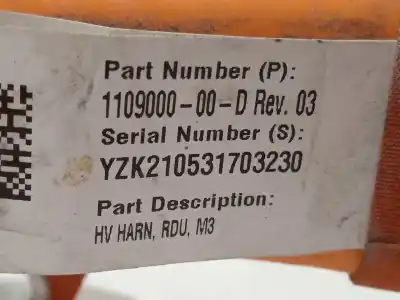 Part Number (P):
1109000-00-D Rev. 03
Serial Number (S):
YZK210531703230
Part Description:
HV HARN, RDU, M3